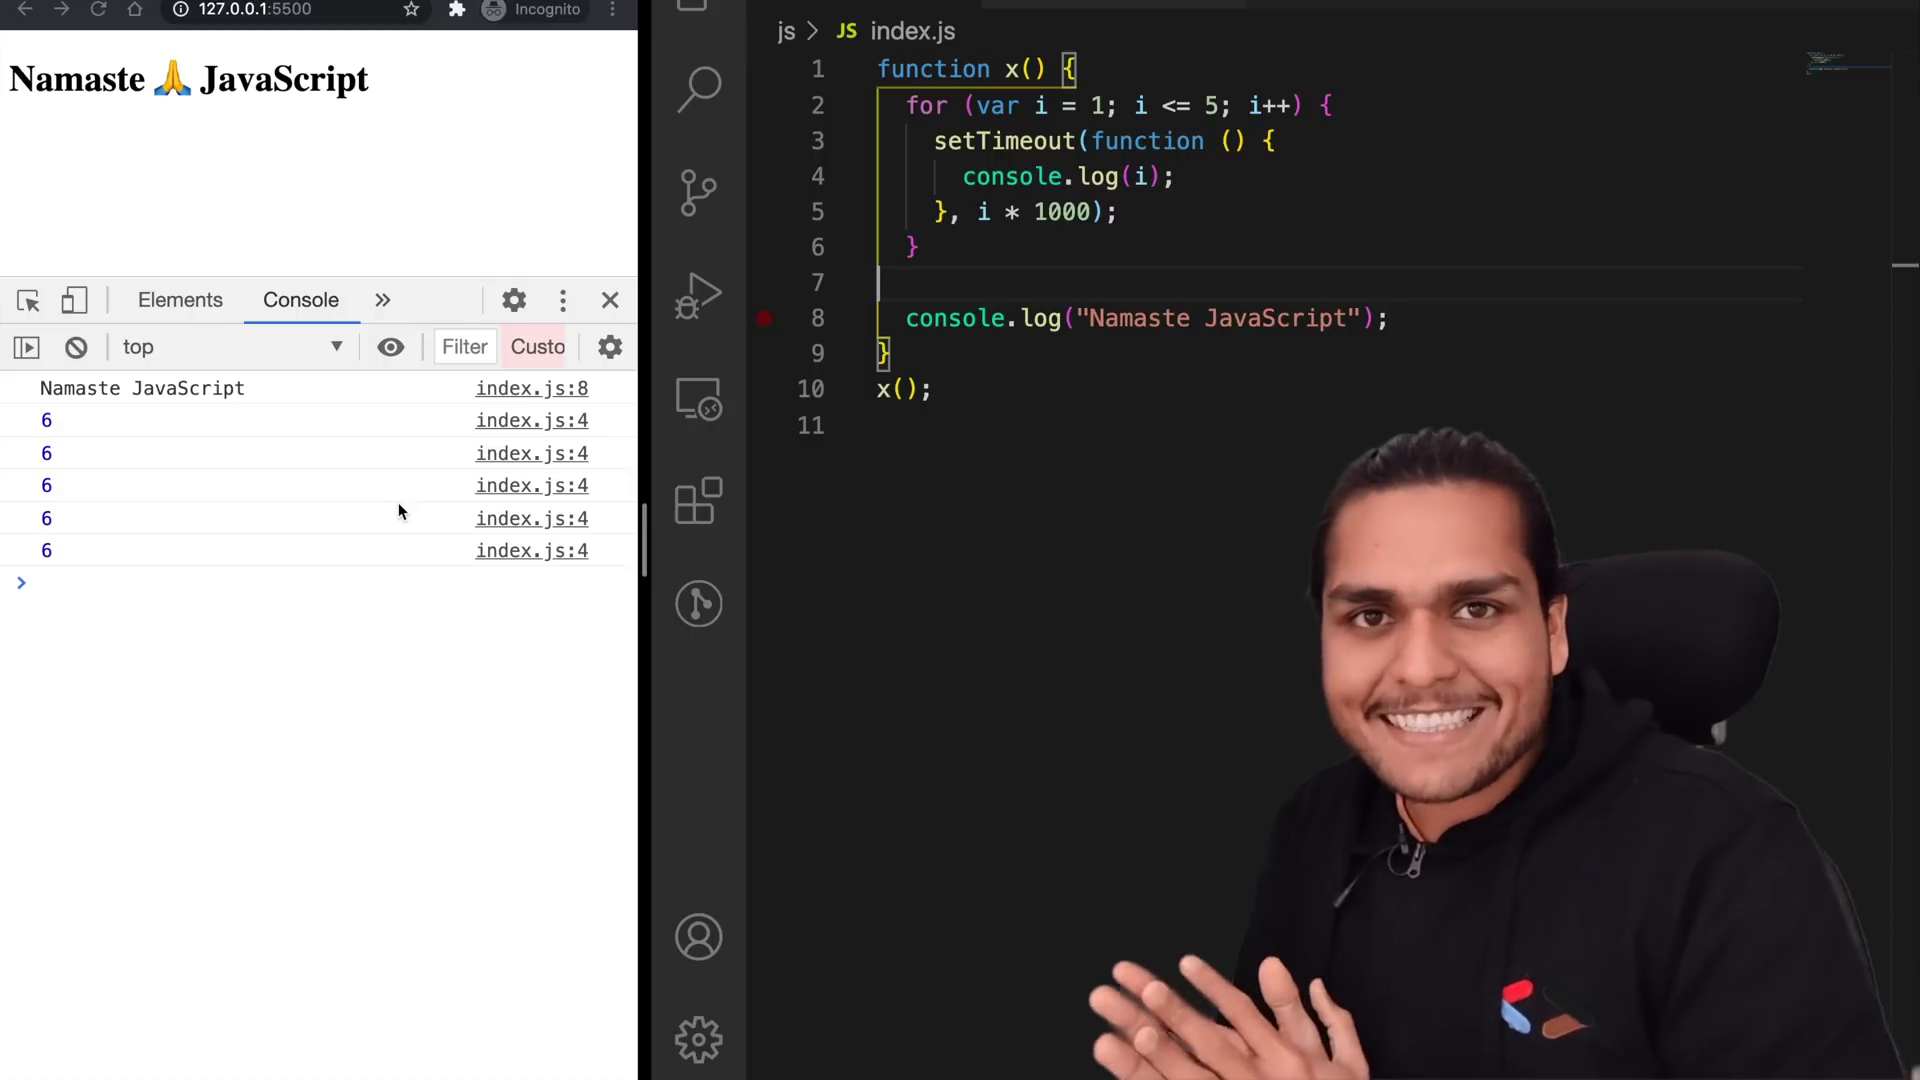 127.0.0.1:5500
Incognito
Namaste 🙏 JavaScript
Elements
Console
top
Filter
Custo
Namaste JavaScript index.js:8
6 index.js:4
6 index.js:4
6 index.js:4
6 index.js:4
6 index.js:4
js > JS index.js
1 function x() {
2 for (var i = 1; i <= 5; i++) {
3 setTimeout(function () {
4 console.log(i);
5 }, i * 1000);
6 }
7
8 console.log("Namaste JavaScript");
9 }
10 x();
11